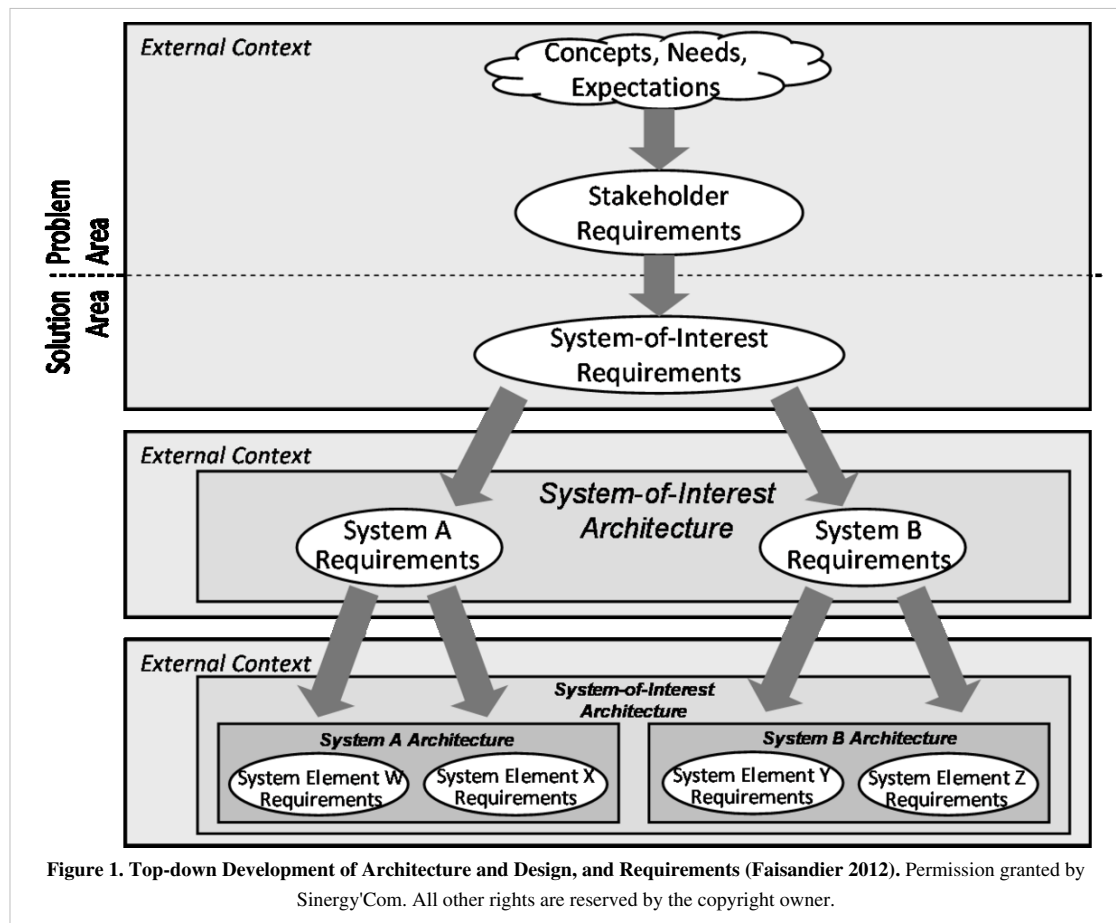 External Context
Concepts, Needs,
Expectations
Stakeholder
Requirements
Problem
Area
Solution
Area
System-of-Interest
Requirements
External Context
System-of-Interest
Architecture
System A
Requirements
System B
Requirements
External Context
System-of-Interest
Architecture
System A Architecture
System B Architecture
System Element W
Requirements
System Element X
Requirements
System Element Y
Requirements
System Element Z
Requirements
Figure 1. Top-down Development of Architecture and Design, and Requirements (Faisandier 2012). Permission granted by
Sinergy'Com. All other rights are reserved by the copyright owner.